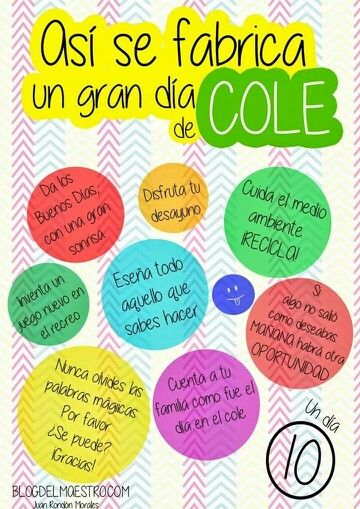 Así se fabrica
un gran día
de COLE
Da los
Buenos Días,
con una gran
sonrisa
Disfruta tu
desayuno
Cuida el medio
ambiente
¡RECICLA!
Inventa un
juego nuevo en
el recreo
Eseña todo
aquello que
sabes hacer
Si
algo no salió
como deseabas
MAÑANA habrá otra
OPORTUNIDAD
Nunca olvides las
palabras mágicas:
Por favor
¿Se puede?
¡Gracias!
Cuenta a tu
familia como fue el
día en el cole
Un día
10
BLOGDELMAESTRO.COM
Juan Rondón Morales